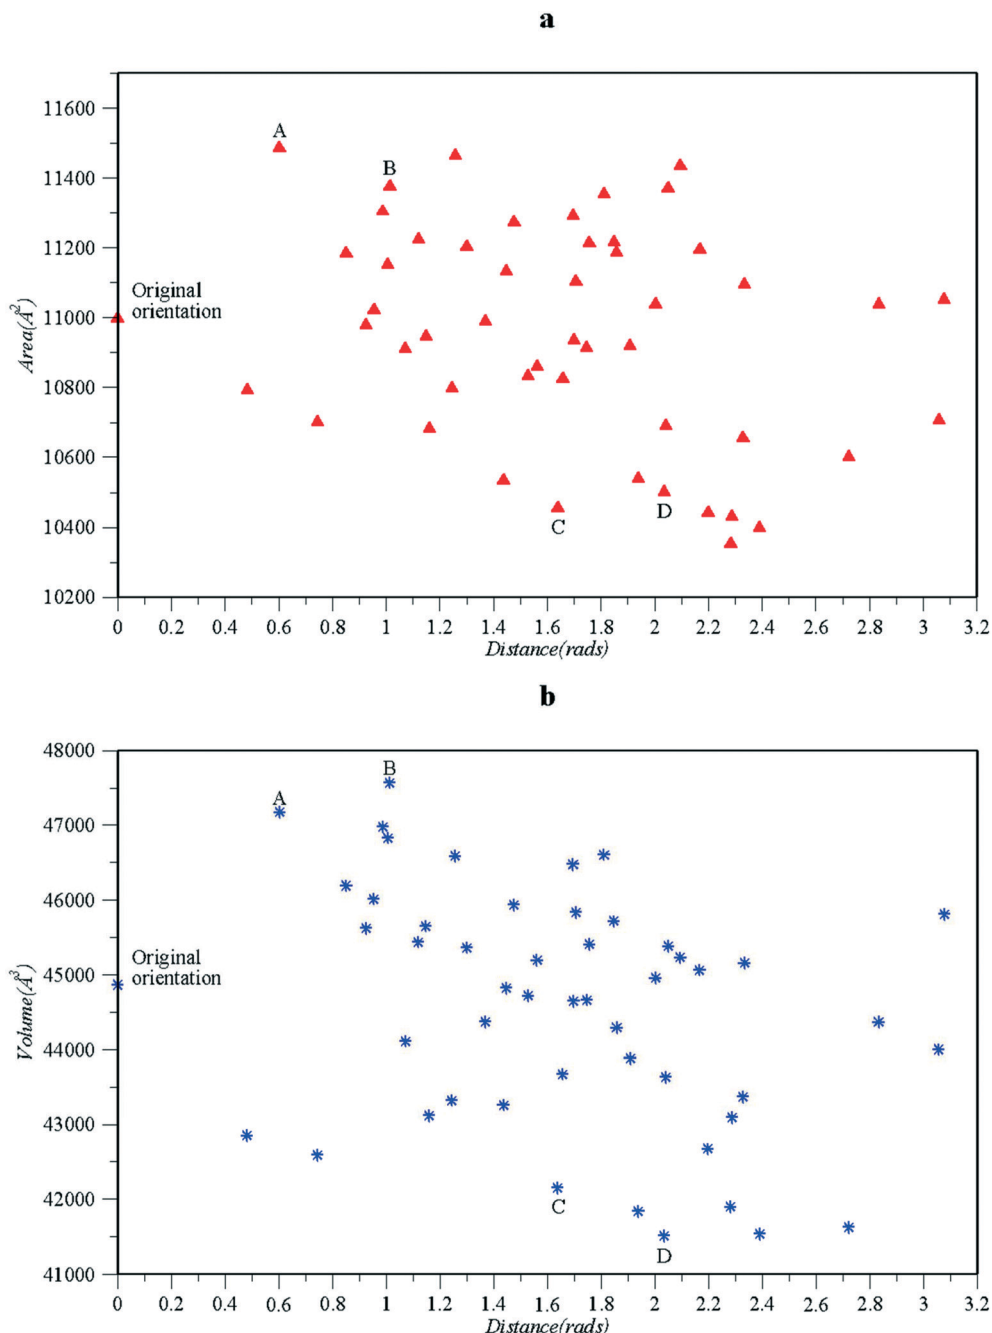 a
11600
A
11400
B
11200
Original
orientation
11000
Area(Å²)
10800
10600
10400
C
D
10200
0 0.2 0.4 0.6 0.8 1 1.2 1.4 1.6 1.8 2 2.2 2.4 2.6 2.8 3 3.2
Distance(rads)
b
48000
B
A
47000
46000
Original
orientation
45000
Volume(Å³)
44000
43000
42000
C
D
41000
0 0.2 0.4 0.6 0.8 1 1.2 1.4 1.6 1.8 2 2.2 2.4 2.6 2.8 3 3.2
Distance(rads)